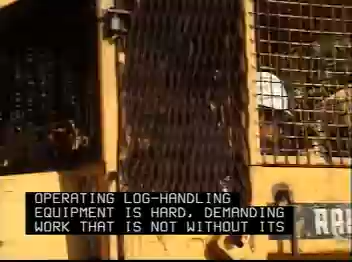 OPERATING LOG-HANDLING
EQUIPMENT IS HARD, DEMANDING
WORK THAT IS NOT WITHOUT ITS